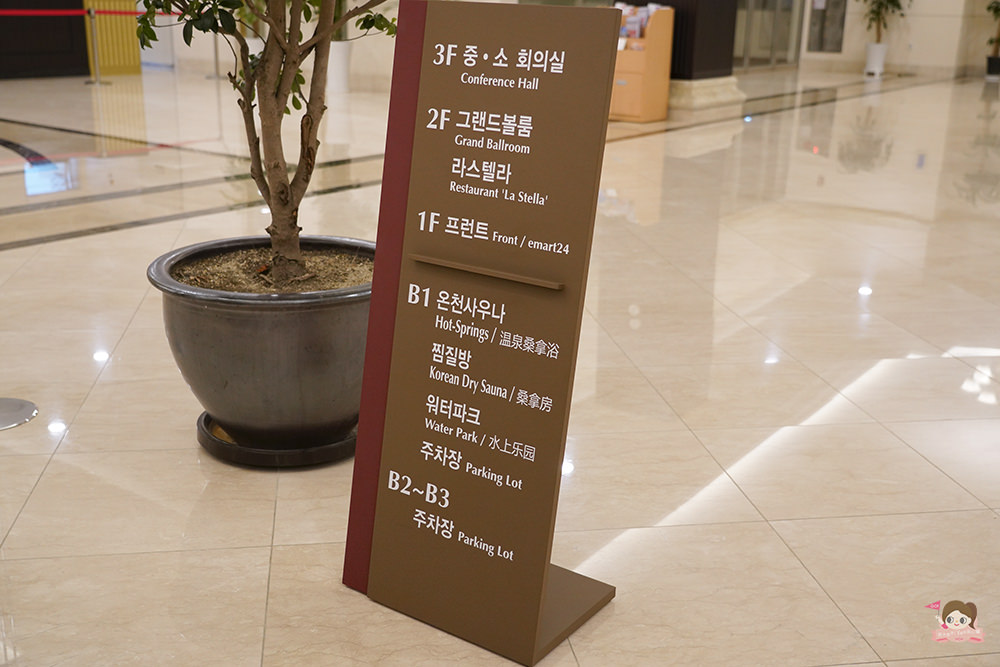 3F 중·소 회의실
Conference Hall
2F 그랜드볼룸
Grand Ballroom
라스텔라
Restaurant 'La Stella'
1F 프런트 Front / emart24
B1 온천사우나
Hot-Springs / 温泉桑拿浴
찜질방
Korean Dry Sauna / 桑拿房
워터파크
Water Park / 水上乐园
주차장 Parking Lot
B2~B3
주차장 Parking Lot